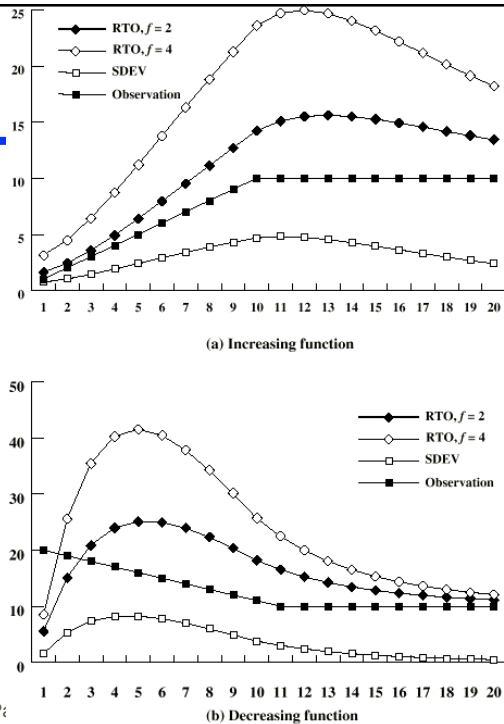 25
RTO, f = 2
RTO, f = 4
20
SDEV
Observation
15
10
5
0
1 2 3 4 5 6 7 8 9 10 11 12 13 14 15 16 17 18 19 20
(a) Increasing function
50
RTO, f = 2
40
RTO, f = 4
SDEV
Observation
30
20
10
0
1 2 3 4 5 6 7 8 9 10 11 12 13 14 15 16 17 18 19 20
(b) Decreasing function